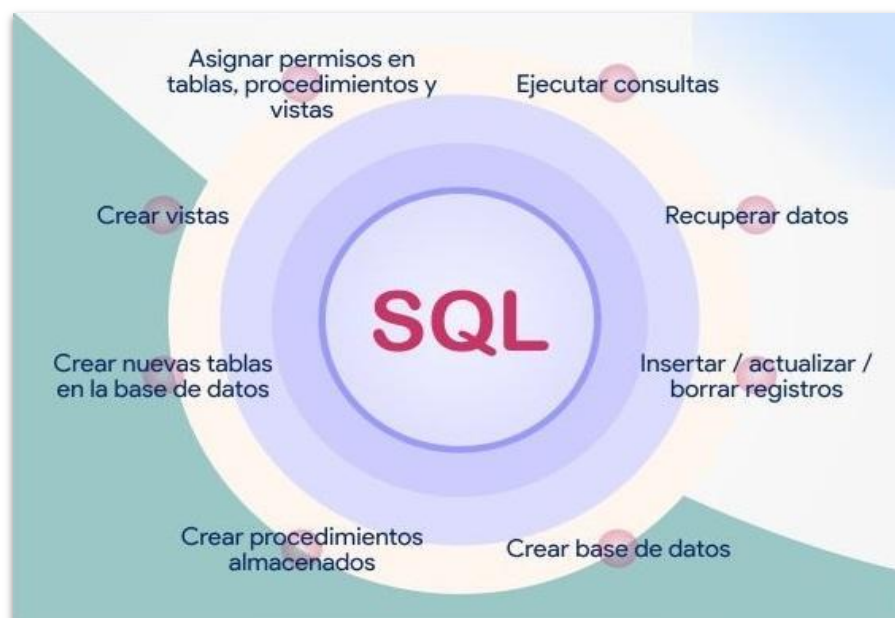 Asignar permisos en
tablas, procedimientos y
vistas
Ejecutar consultas
Crear vistas
Recuperar datos
SQL
Crear nuevas tablas
en la base de datos
Insertar / actualizar /
borrar registros
Crear procedimientos
almacenados
Crear base de datos